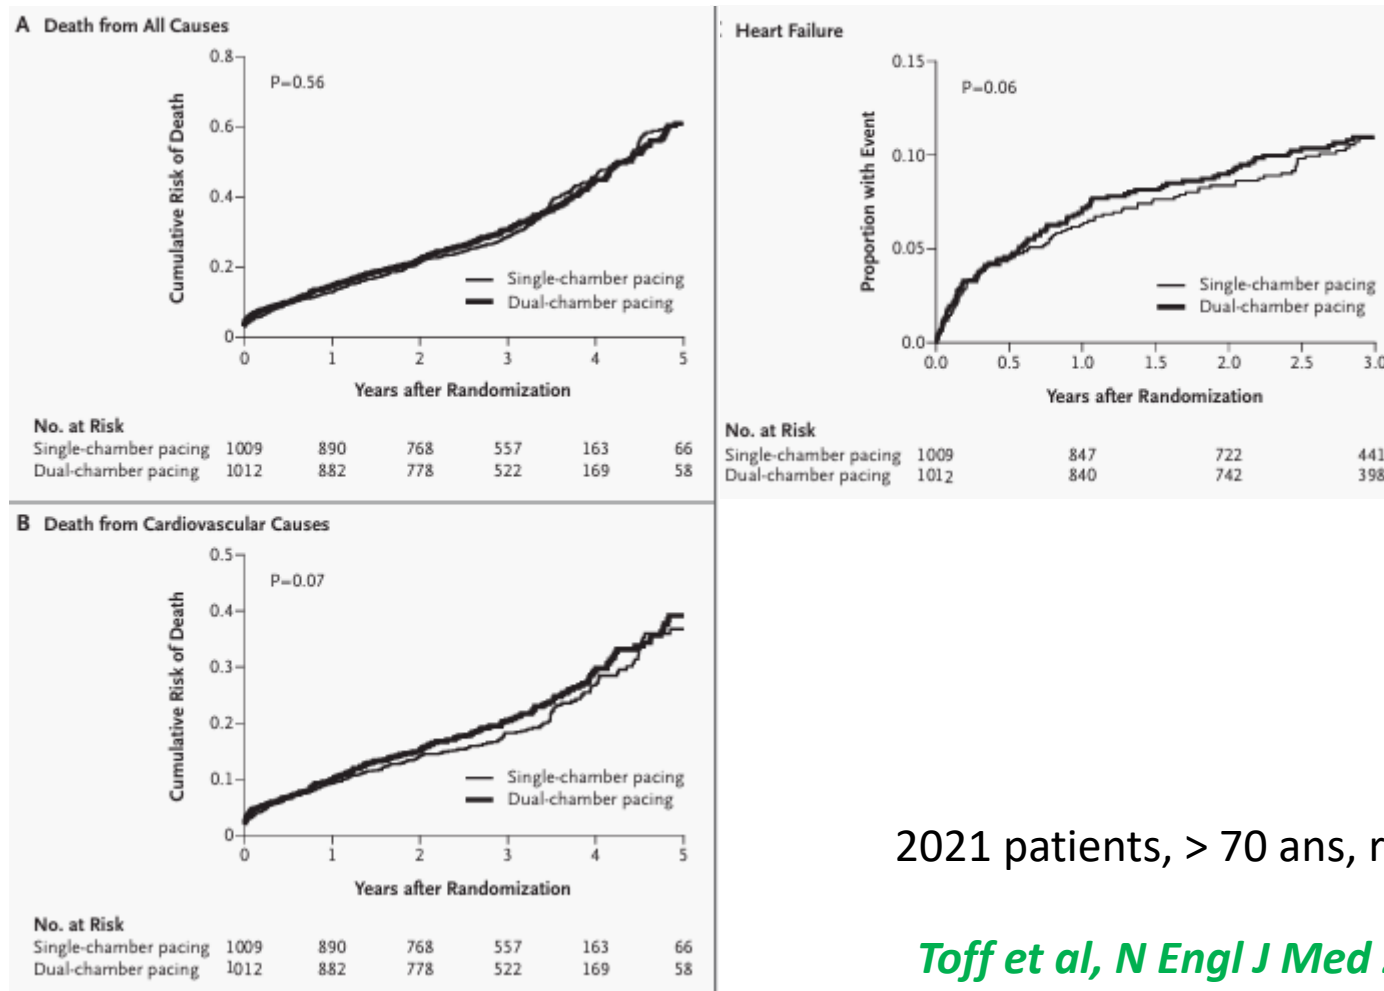 A Death from All Causes
0.8
0.6
0.4
0.2
0
P=0.56
Cumulative Risk of Death
Single-chamber pacing
Dual-chamber pacing
0 1 2 3 4 5
Years after Randomization
No. at Risk
Single-chamber pacing 1009 890 768 557 163 66
Dual-chamber pacing 1012 882 778 522 169 58
Heart Failure
0.15
0.10
0.05
0.0
P=0.06
Proportion with Event
Single-chamber pacing
Dual-chamber pacing
0.0 0.5 1.0 1.5 2.0 2.5 3.0
Years after Randomization
No. at Risk
Single-chamber pacing 1009 847 722 441
Dual-chamber pacing 1012 840 742 398
B Death from Cardiovascular Causes
0.5
0.4
0.3
0.2
0.1
0
P=0.07
Cumulative Risk of Death
Single-chamber pacing
Dual-chamber pacing
0 1 2 3 4 5
Years after Randomization
No. at Risk
Single-chamber pacing 1009 890 768 557 163 66
Dual-chamber pacing 1012 882 778 522 169 58
2021 patients, > 70 ans,
Toff et al, N Engl J Med